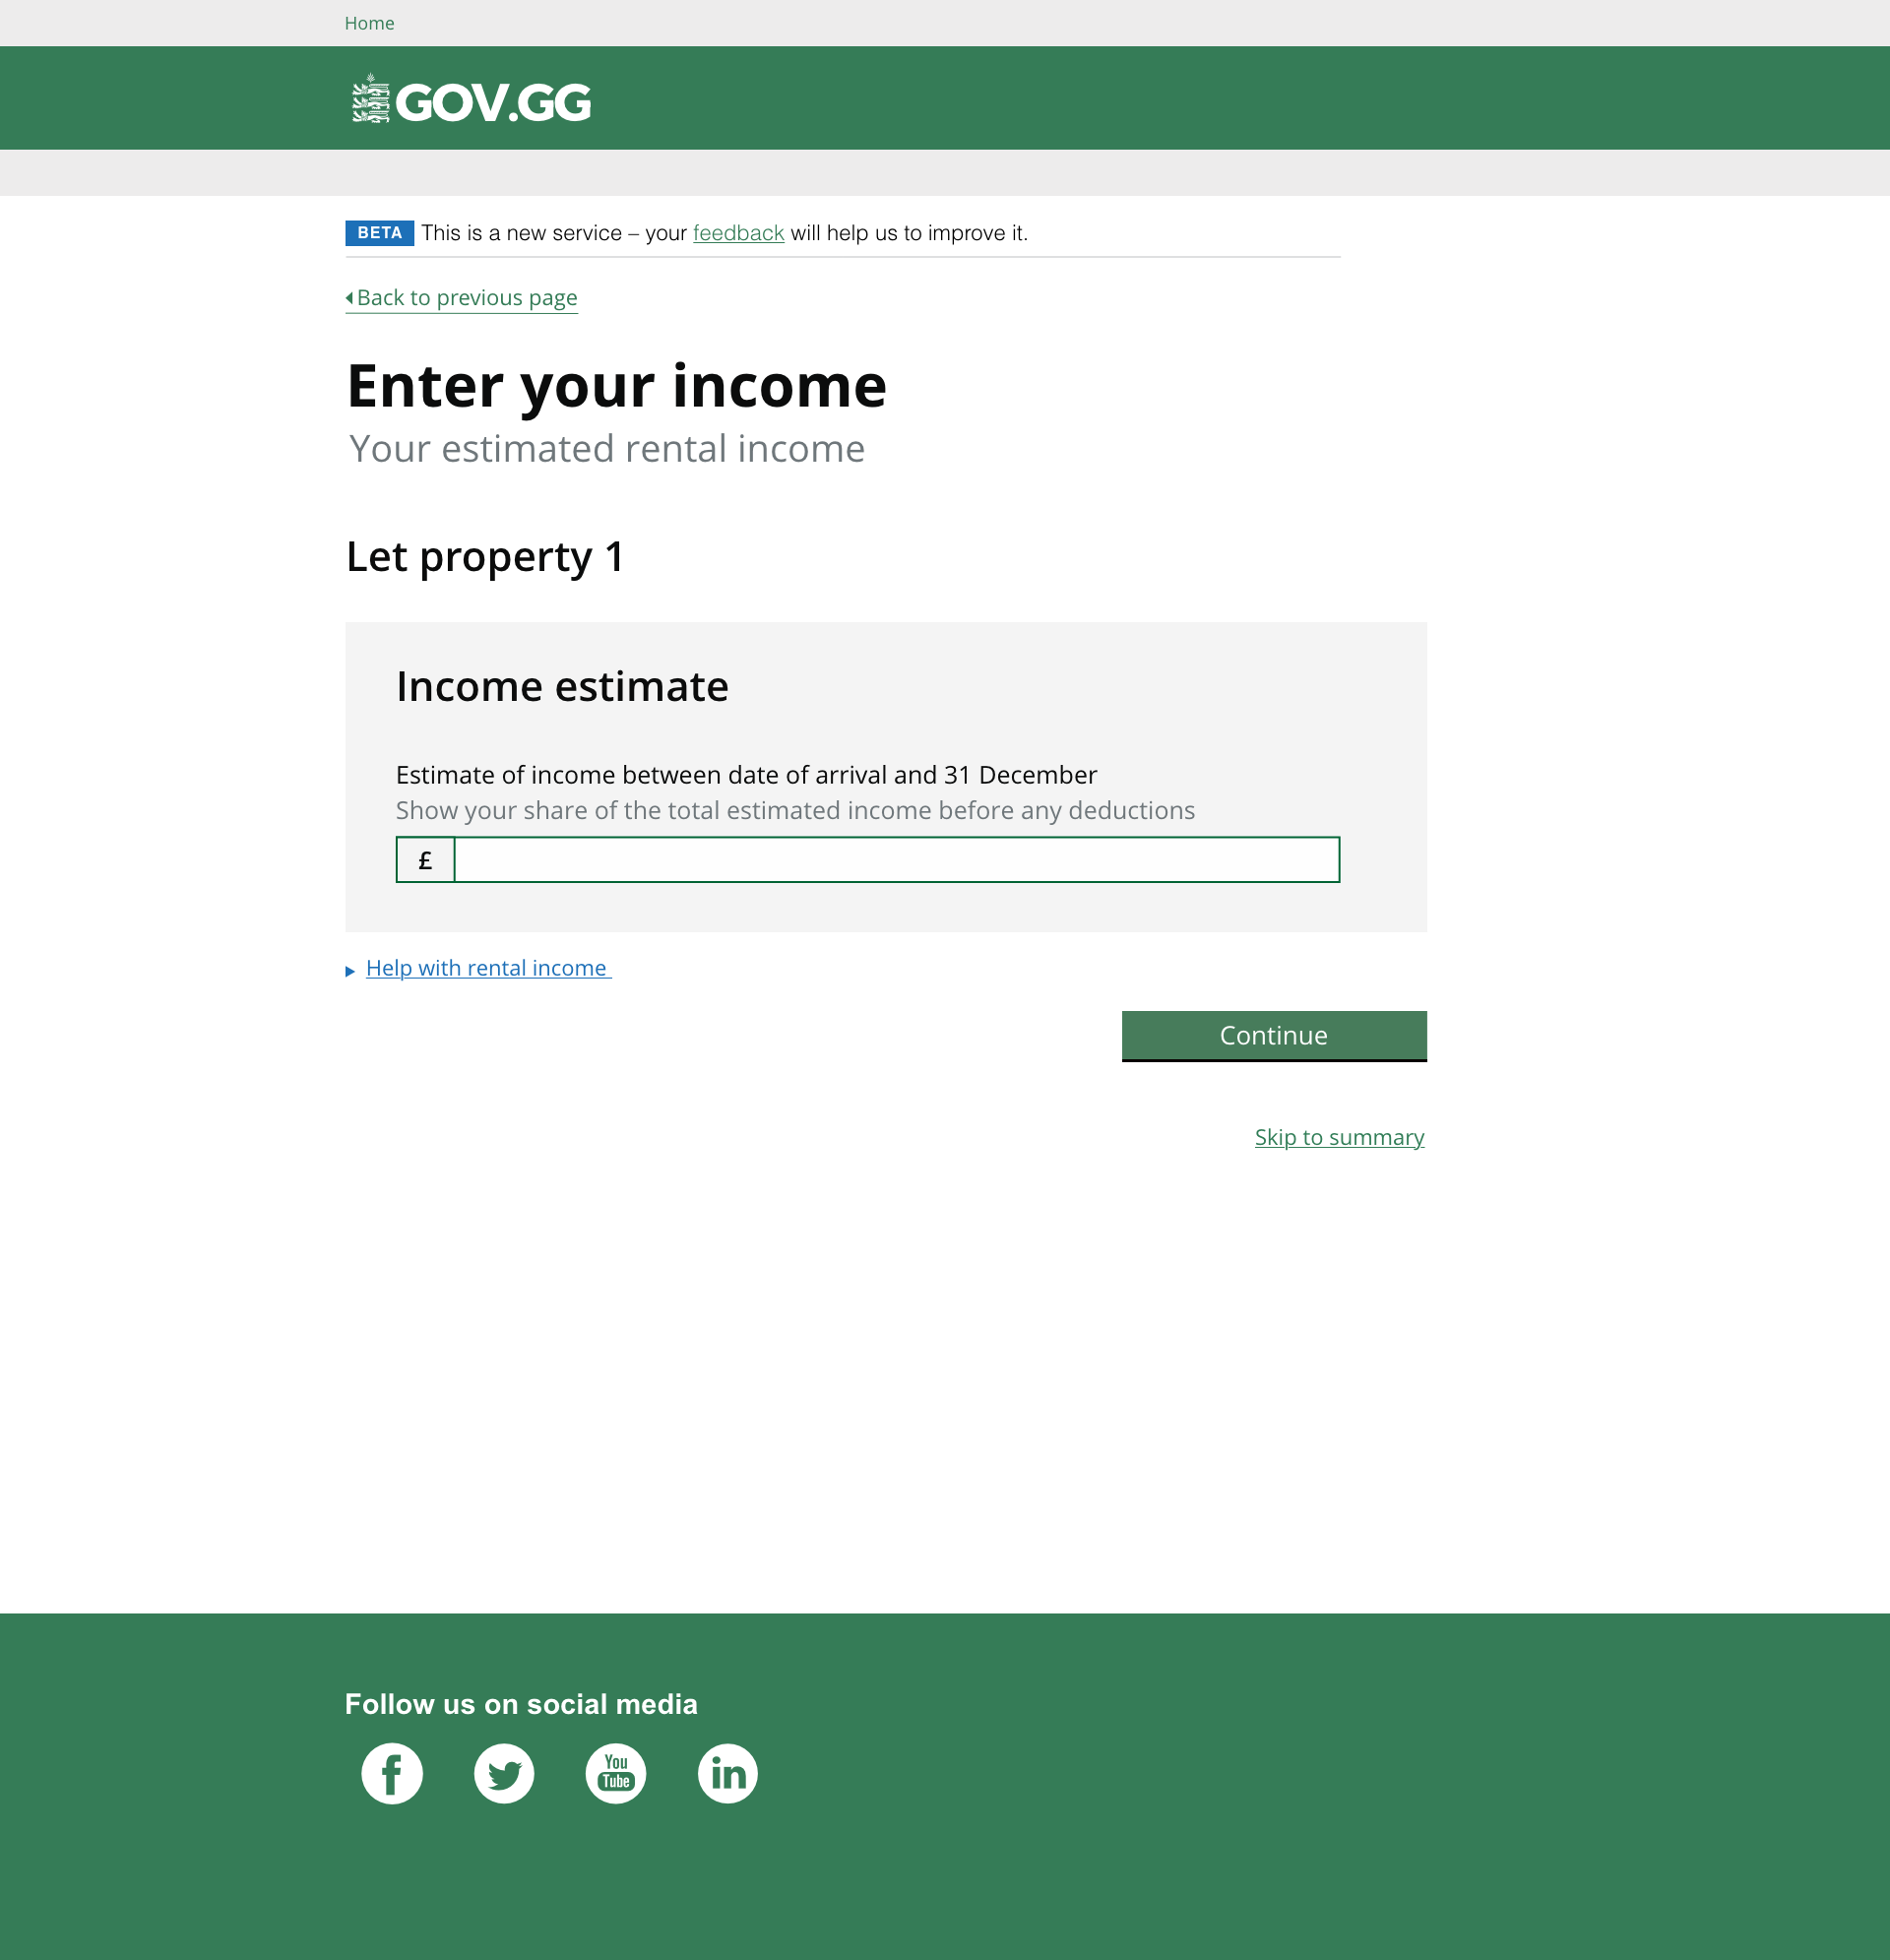 Home
GOV.GG
BETA This is a new service – your feedback will help us to improve it.
Back to previous page
Enter your income
Your estimated rental income
Let property 1
Income estimate
Estimate of income between date of arrival and 31 December
Show your share of the total estimated income before any deductions
£
Help with rental income
Continue
Skip to summary
Follow us on social media
f
You
Tube
in